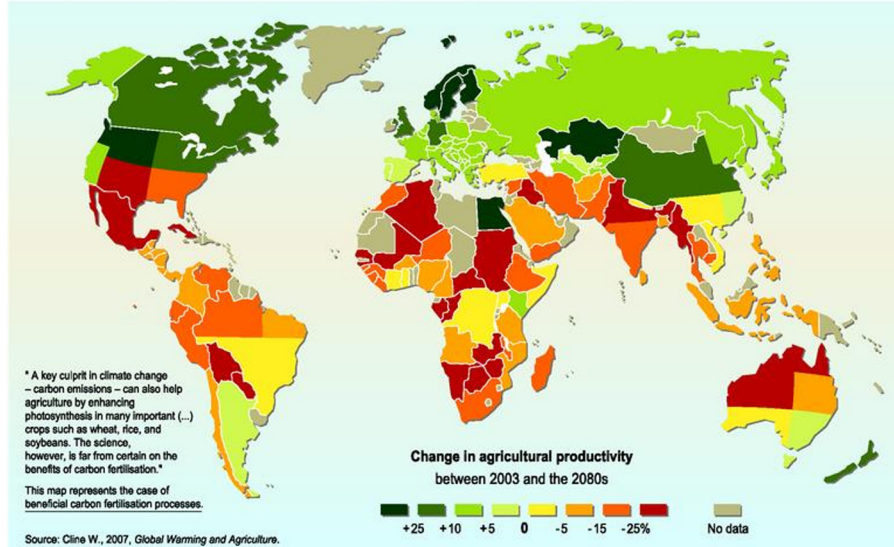 " A key culprit in climate change
– carbon emissions – can also help
agriculture by enhancing
photosynthesis in many important (...)
crops such as wheat, rice, and
soybeans. The science,
however, is far from certain on the
benefits of carbon fertilisation."
This map represents the case of
beneficial carbon fertilisation processes.
Source: Cline W., 2007, Global Warming and Agriculture.
Change in agricultural productivity
between 2003 and the 2080s
+25 +10 +5 0 -5 -15 -25% No data